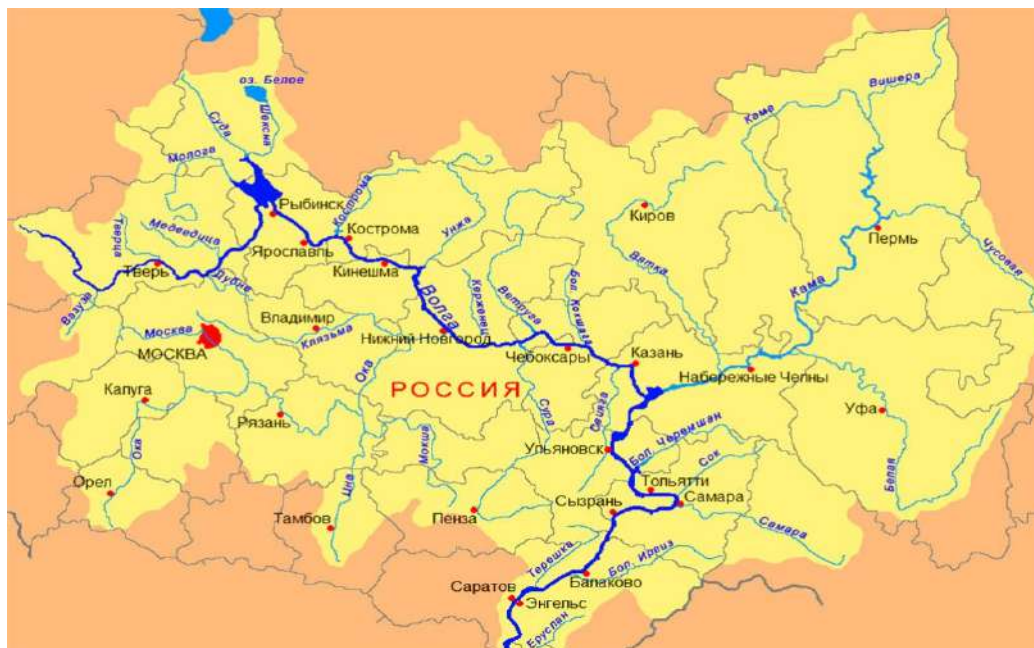 оз. Белое
Суда
Шексна
Молога
Рыбинск
Кострома
Кострома
Унжа
Тверца
Медведица
Ярославль
Тверь
Дубна
Кинешма
Вазуза
Волга
Керженец
Ветлуга
Бол. Кокшага
Москва
МОСКВА
Владимир
Клязьма
Нижний Новгород
Чебоксары
Казань
Кама
Вишера
Киров
Вятка
Пермь
Чусовая
Кама
Набережные Челны
Калуга
Ока
РОССИЯ
Рязань
Ока
Сура
Свияга
Уфа
Белая
Орел
Цна
Мокша
Ульяновск
Бол. Черемшан
Сок
Тольятти
Самара
Сызрань
Самара
Тамбов
Пенза
Терешка
Бол. Иргиз
Балаково
Саратов
Энгельс
Еруслан